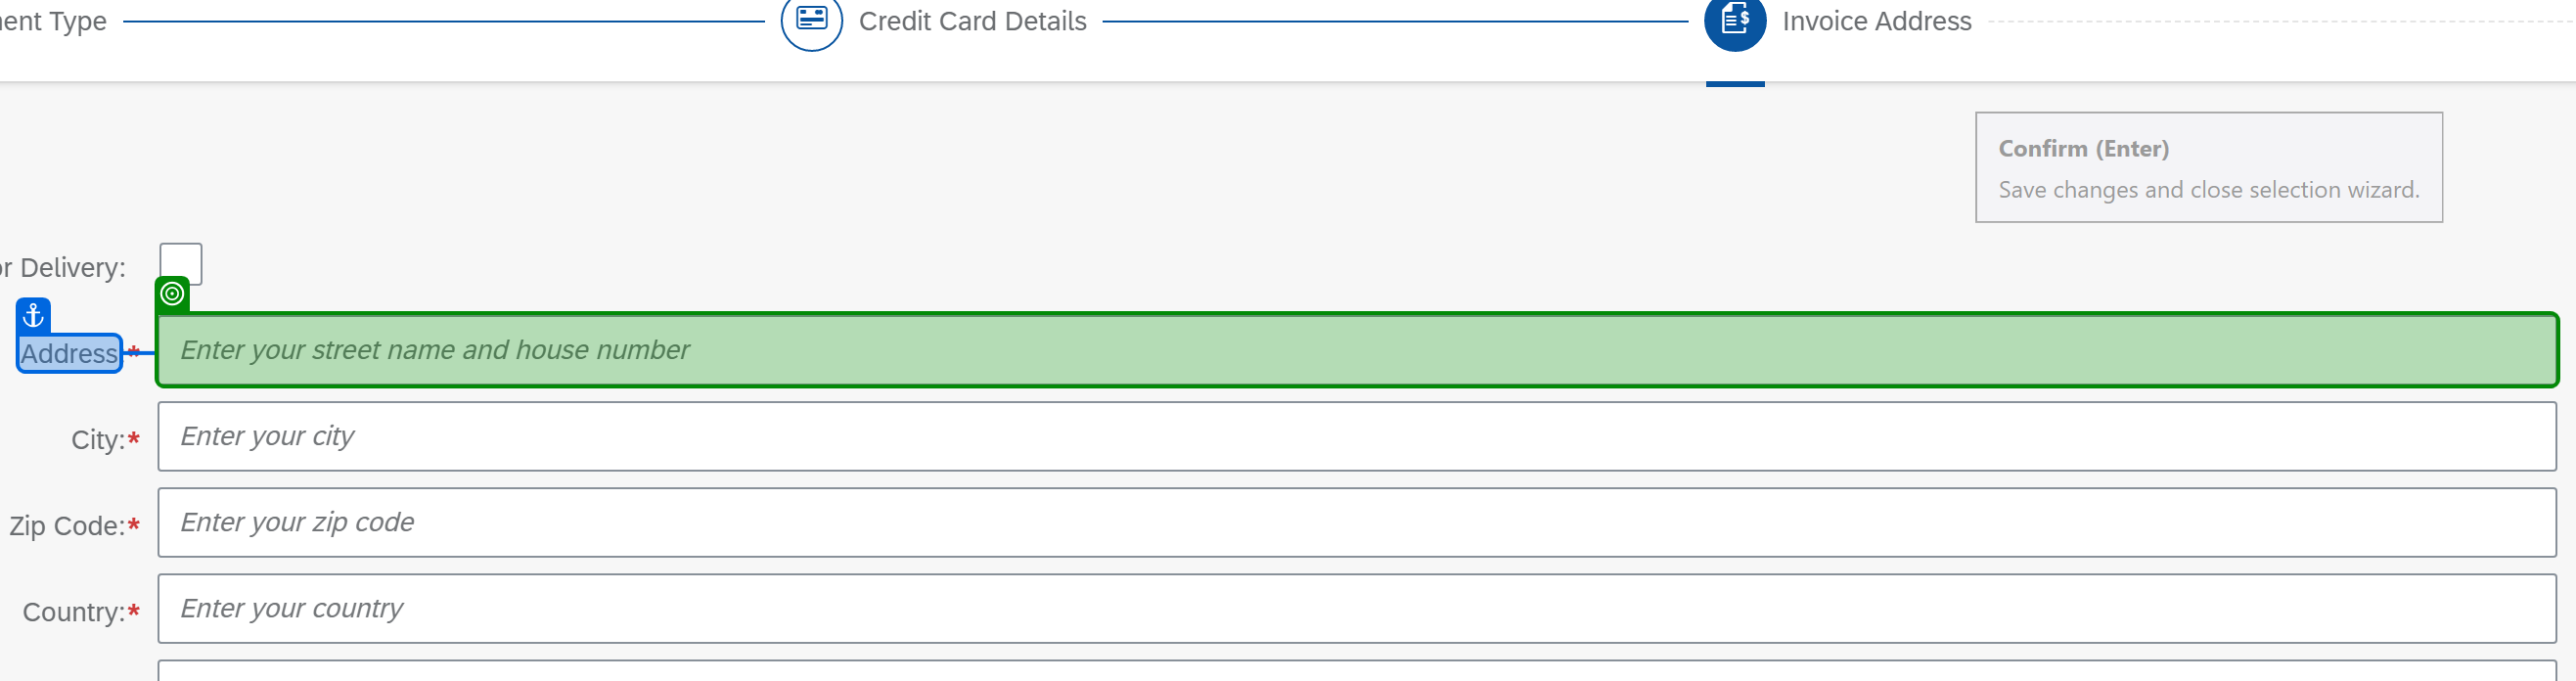 ent Type
Credit Card Details
Invoice Address
Confirm (Enter)
Save changes and close selection wizard.
or Delivery:
Address *
Enter your street name and house number
City:*
Enter your city
Zip Code:*
Enter your zip code
Country:*
Enter your country